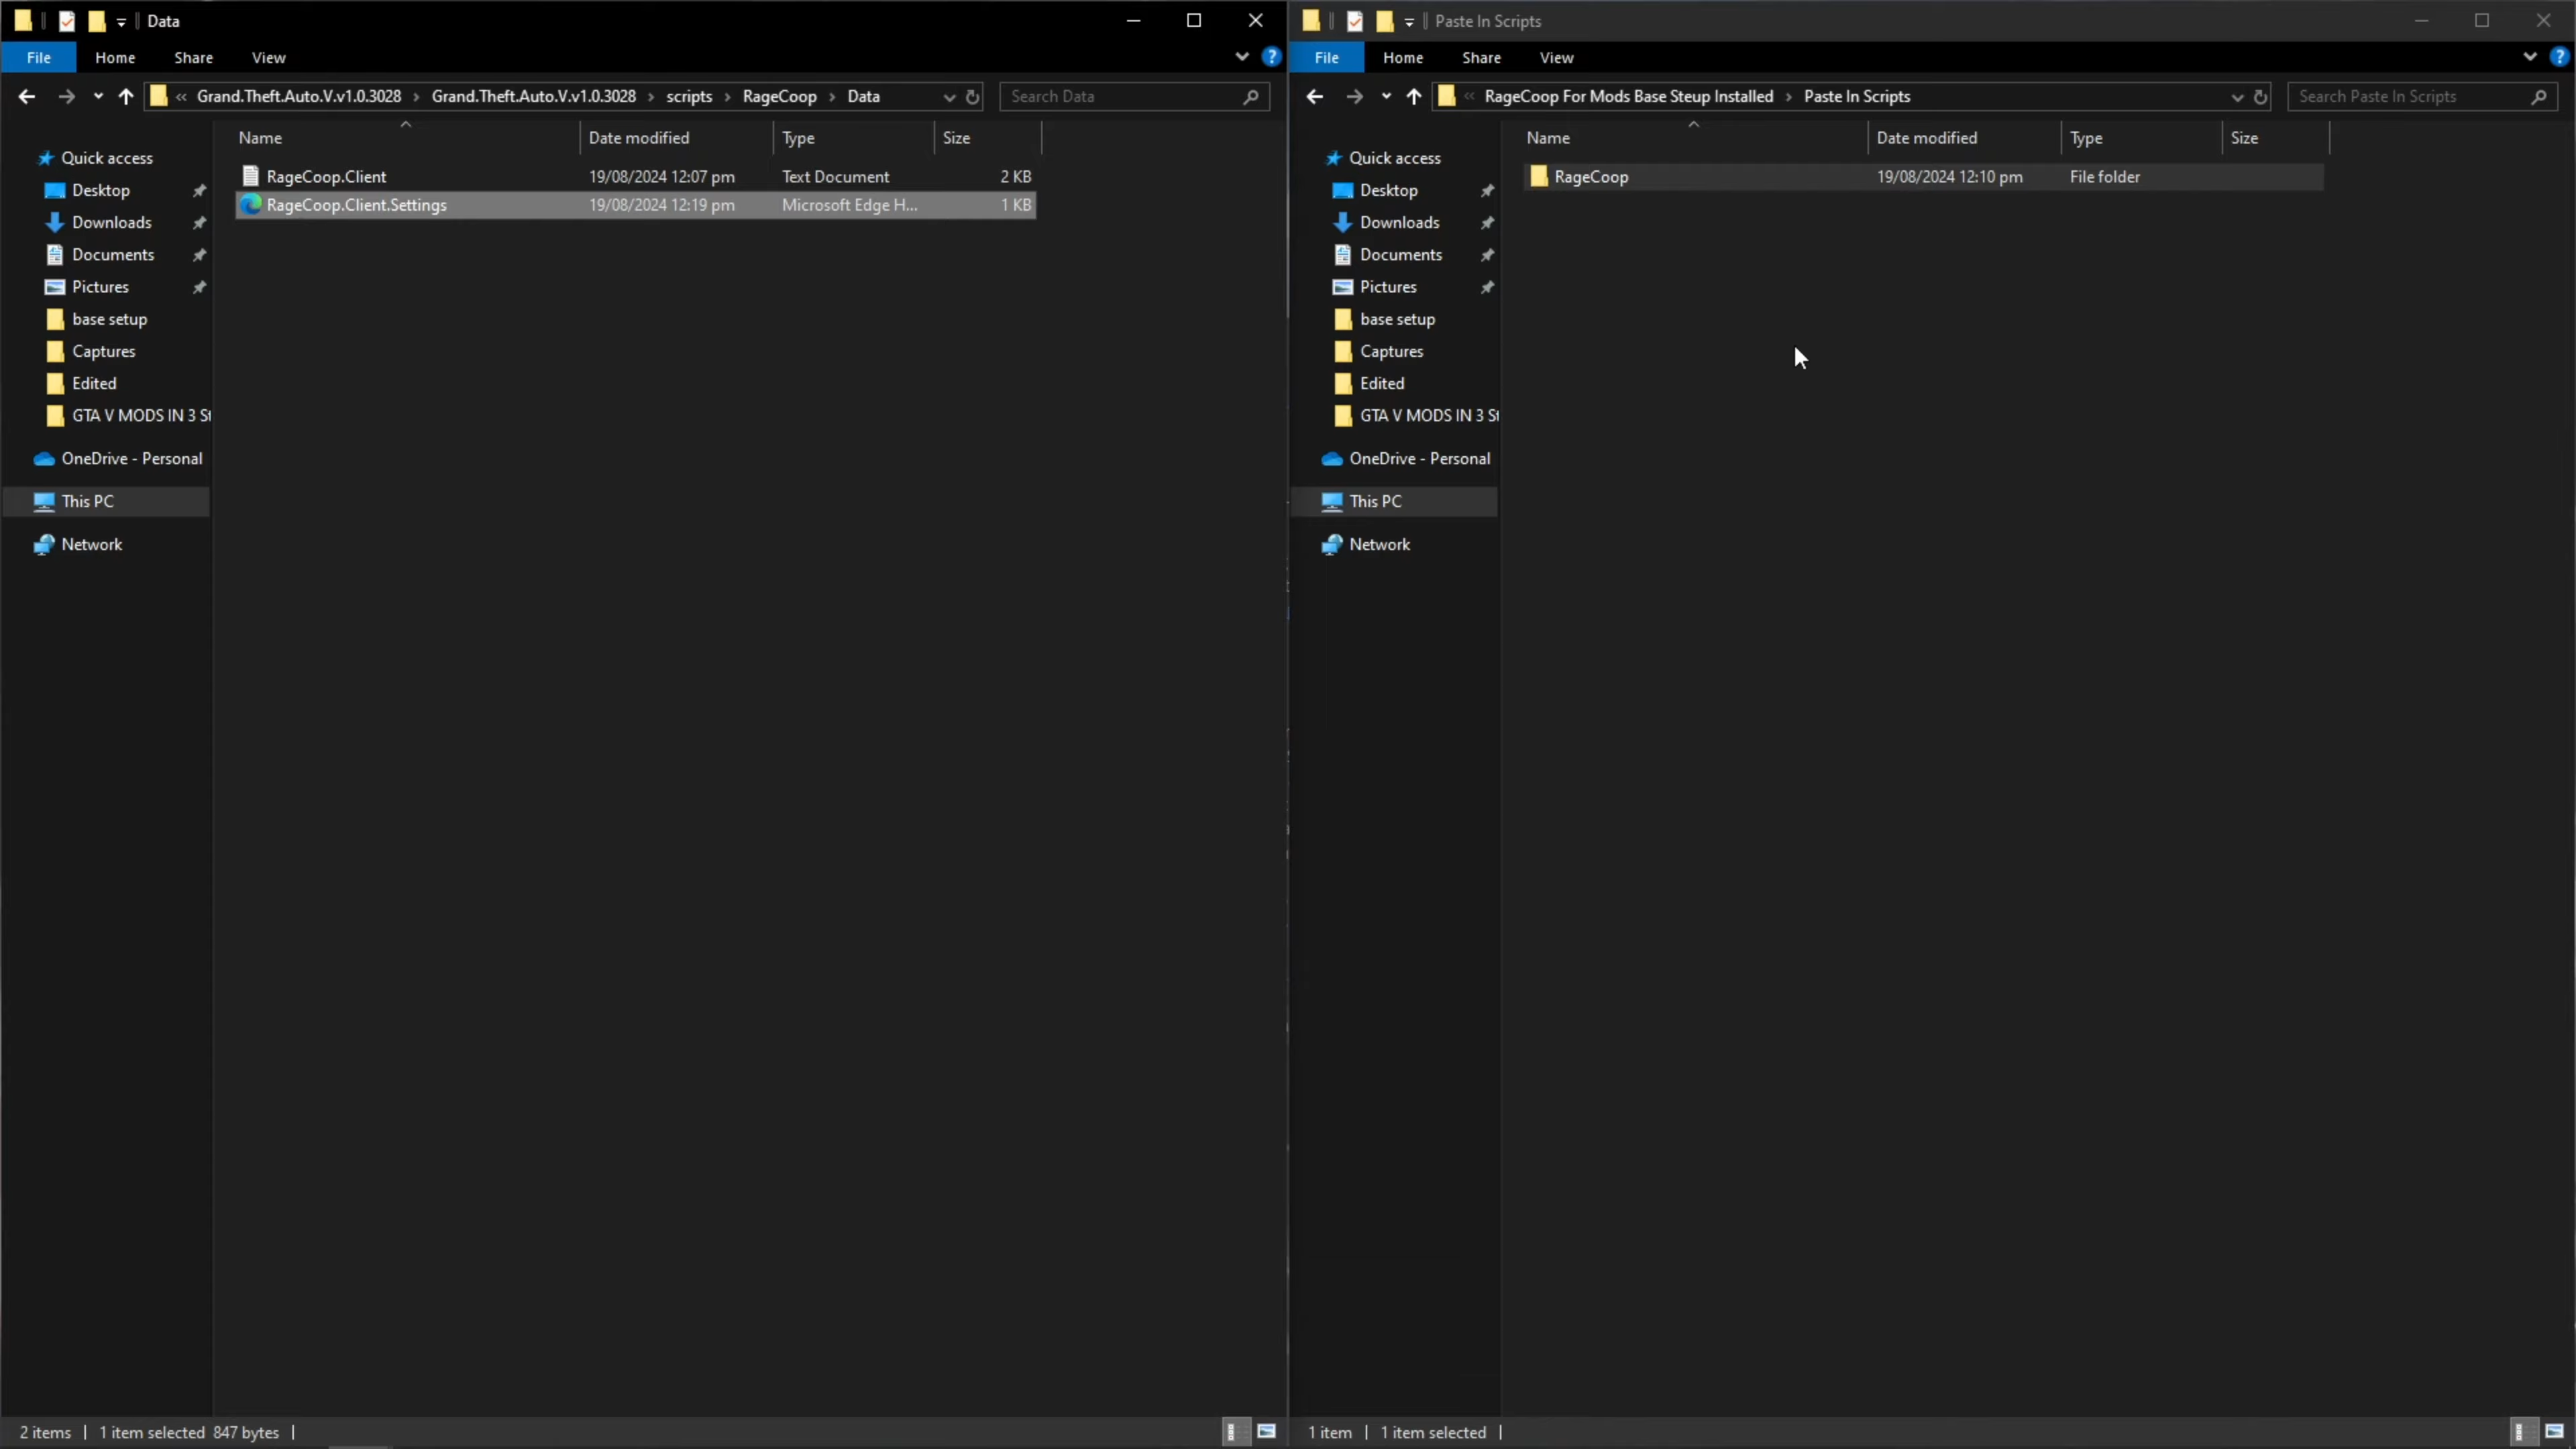 Data
File Home Share View
« Grand.Theft.Auto.V.v1.0.3028 › Grand.Theft.Auto.V.v1.0.3028 › scripts › RageCoop › Data
Search Data
Name Date modified Type Size
RageCoop.Client 19/08/2024 12:07 pm Text Document 2 KB
RageCoop.Client.Settings 19/08/2024 12:19 pm Microsoft Edge H... 1 KB
Quick access
Desktop
Downloads
Documents
Pictures
base setup
Captures
Edited
GTA V MODS IN 3 St
OneDrive - Personal
This PC
Network
2 items 1 item selected 847 bytes
Paste In Scripts
File Home Share View
« RageCoop For Mods Base Steup Installed › Paste In Scripts
Search Paste In Scripts
Name Date modified Type Size
RageCoop 19/08/2024 12:10 pm File folder
Quick access
Desktop
Downloads
Documents
Pictures
base setup
Captures
Edited
GTA V MODS IN 3 St
OneDrive - Personal
This PC
Network
1 item 1 item selected